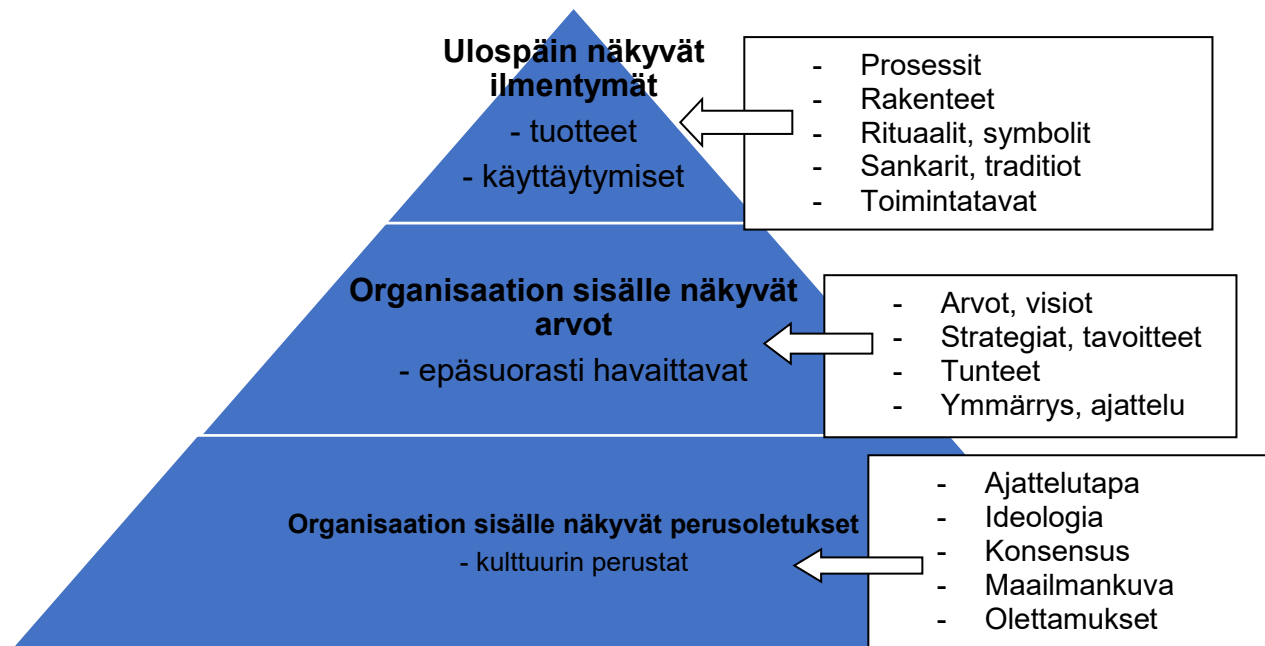 Ulospäin näkyvät
ilmentymät
- tuotteet
- käyttäytymiset
- Prosessit
- Rakenteet
- Rituaalit, symbolit
- Sankarit, traditiot
- Toimintatavat
Organisaation sisälle näkyvät
arvot
- epäsuorasti havaittavat
- Arvot, visiot
- Strategiat, tavoitteet
- Tunteet
- Ymmärrys, ajattelu
Organisaation sisälle näkyvät perusoletukset
- kulttuurin perustat
- Ajattelutapa
- Ideologia
- Konsensus
- Maailmankuva
- Olettamukset